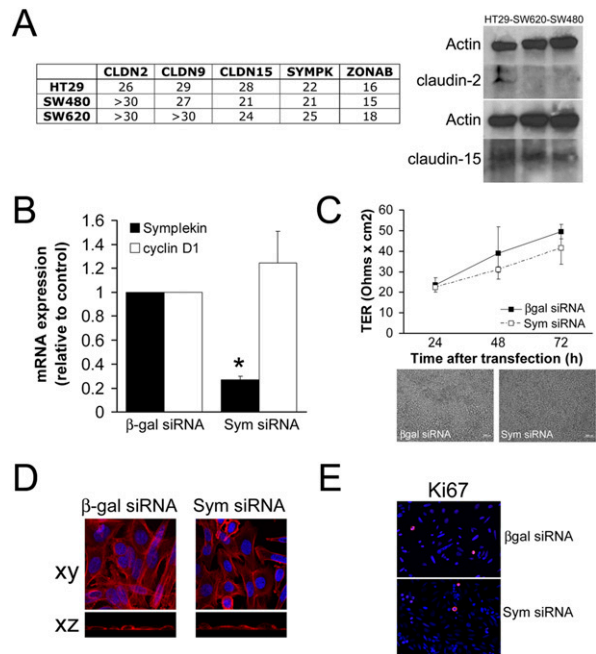 A
CLDN2 CLDN9 CLDN15 SYMPK ZONAB
HT29 26 29 28 22 16
SW480 >30 27 21 21 15
SW620 >30 >30 24 25 18
HT29-SW620-SW480
Actin
claudin-2
Actin
claudin-15
B
mRNA expression
(relative to control)
1.6
1.4
1.2
1
0.8
0.6
0.4
0.2
0
Symplekin
cyclin D1
*
β-gal siRNA Sym siRNA
C
TER (Ohms x cm2)
60
50
40
30
20
10
0
βgal siRNA
Sym siRNA
24 48 72
Time after transfection (h)
βgal siRNA Sym siRNA
D
β-gal siRNA Sym siRNA
xy
xz
E
Ki67
βgal siRNA
Sym siRNA